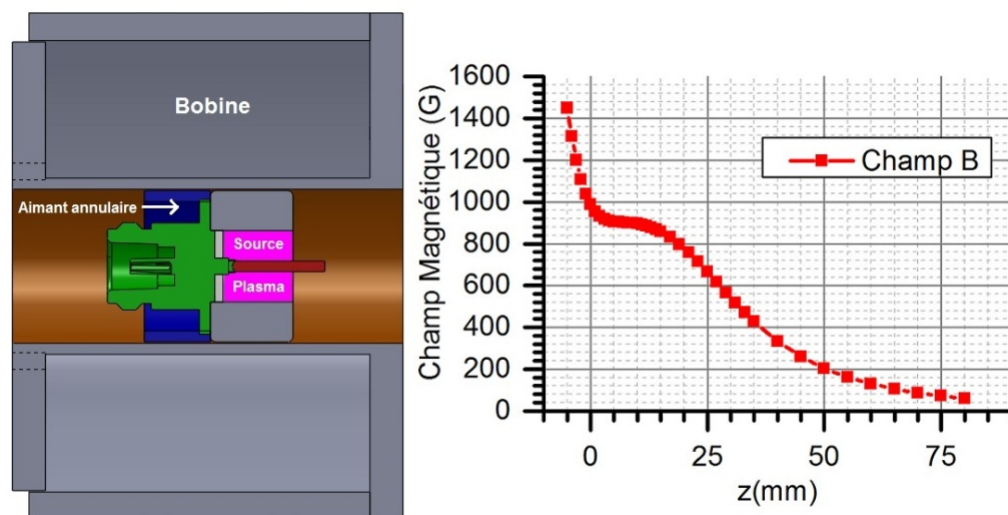 Bobine
Aimant annulaire
Source
Plasma
Champ Magnétique (G)
1600
1400
1200
1000
800
600
400
200
0
Champ B
0
25
50
75
z(mm)